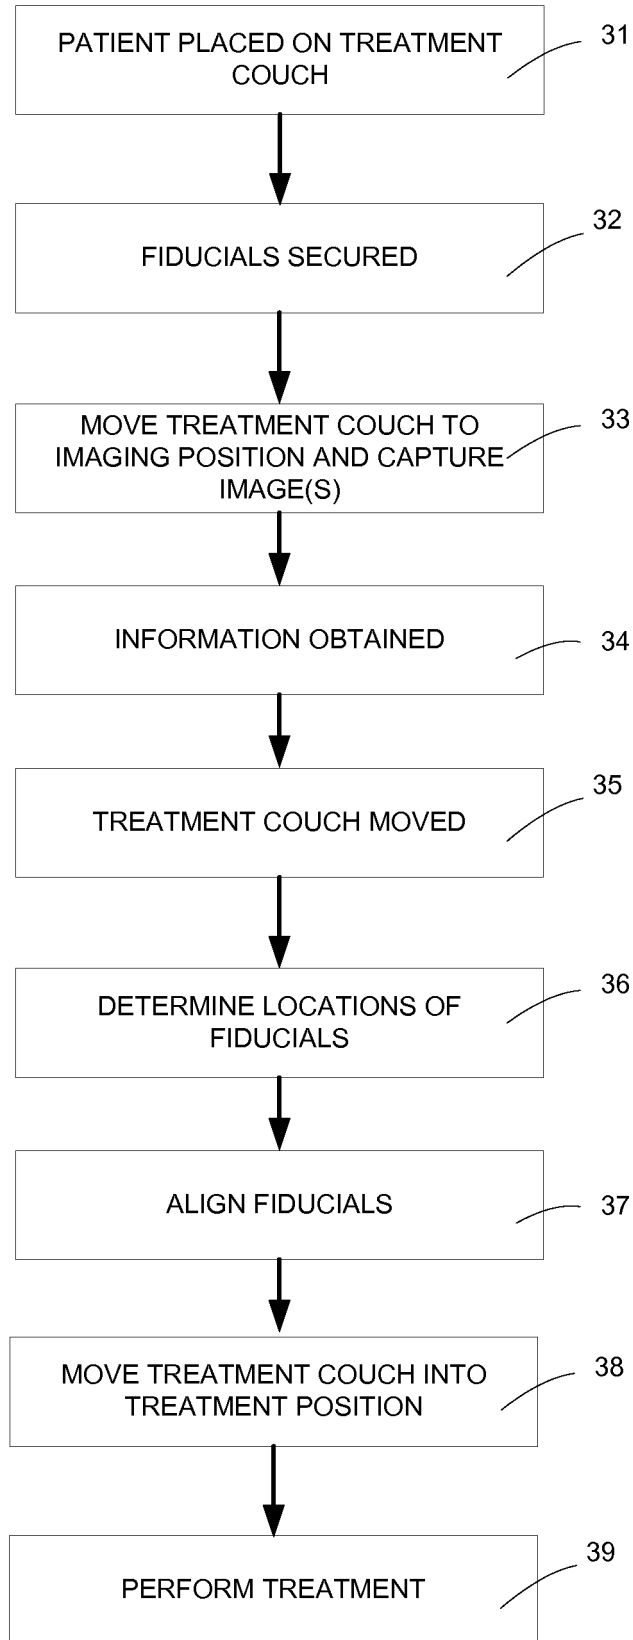 PATIENT PLACED ON TREATMENT
COUCH
31
FIDUCIALS SECURED
32
MOVE TREATMENT COUCH TO
IMAGING POSITION AND CAPTURE
IMAGE(S)
33
INFORMATION OBTAINED
34
TREATMENT COUCH MOVED
35
DETERMINE LOCATIONS OF
FIDUCIALS
36
ALIGN FIDUCIALS
37
MOVE TREATMENT COUCH INTO
TREATMENT POSITION
38
PERFORM TREATMENT
39